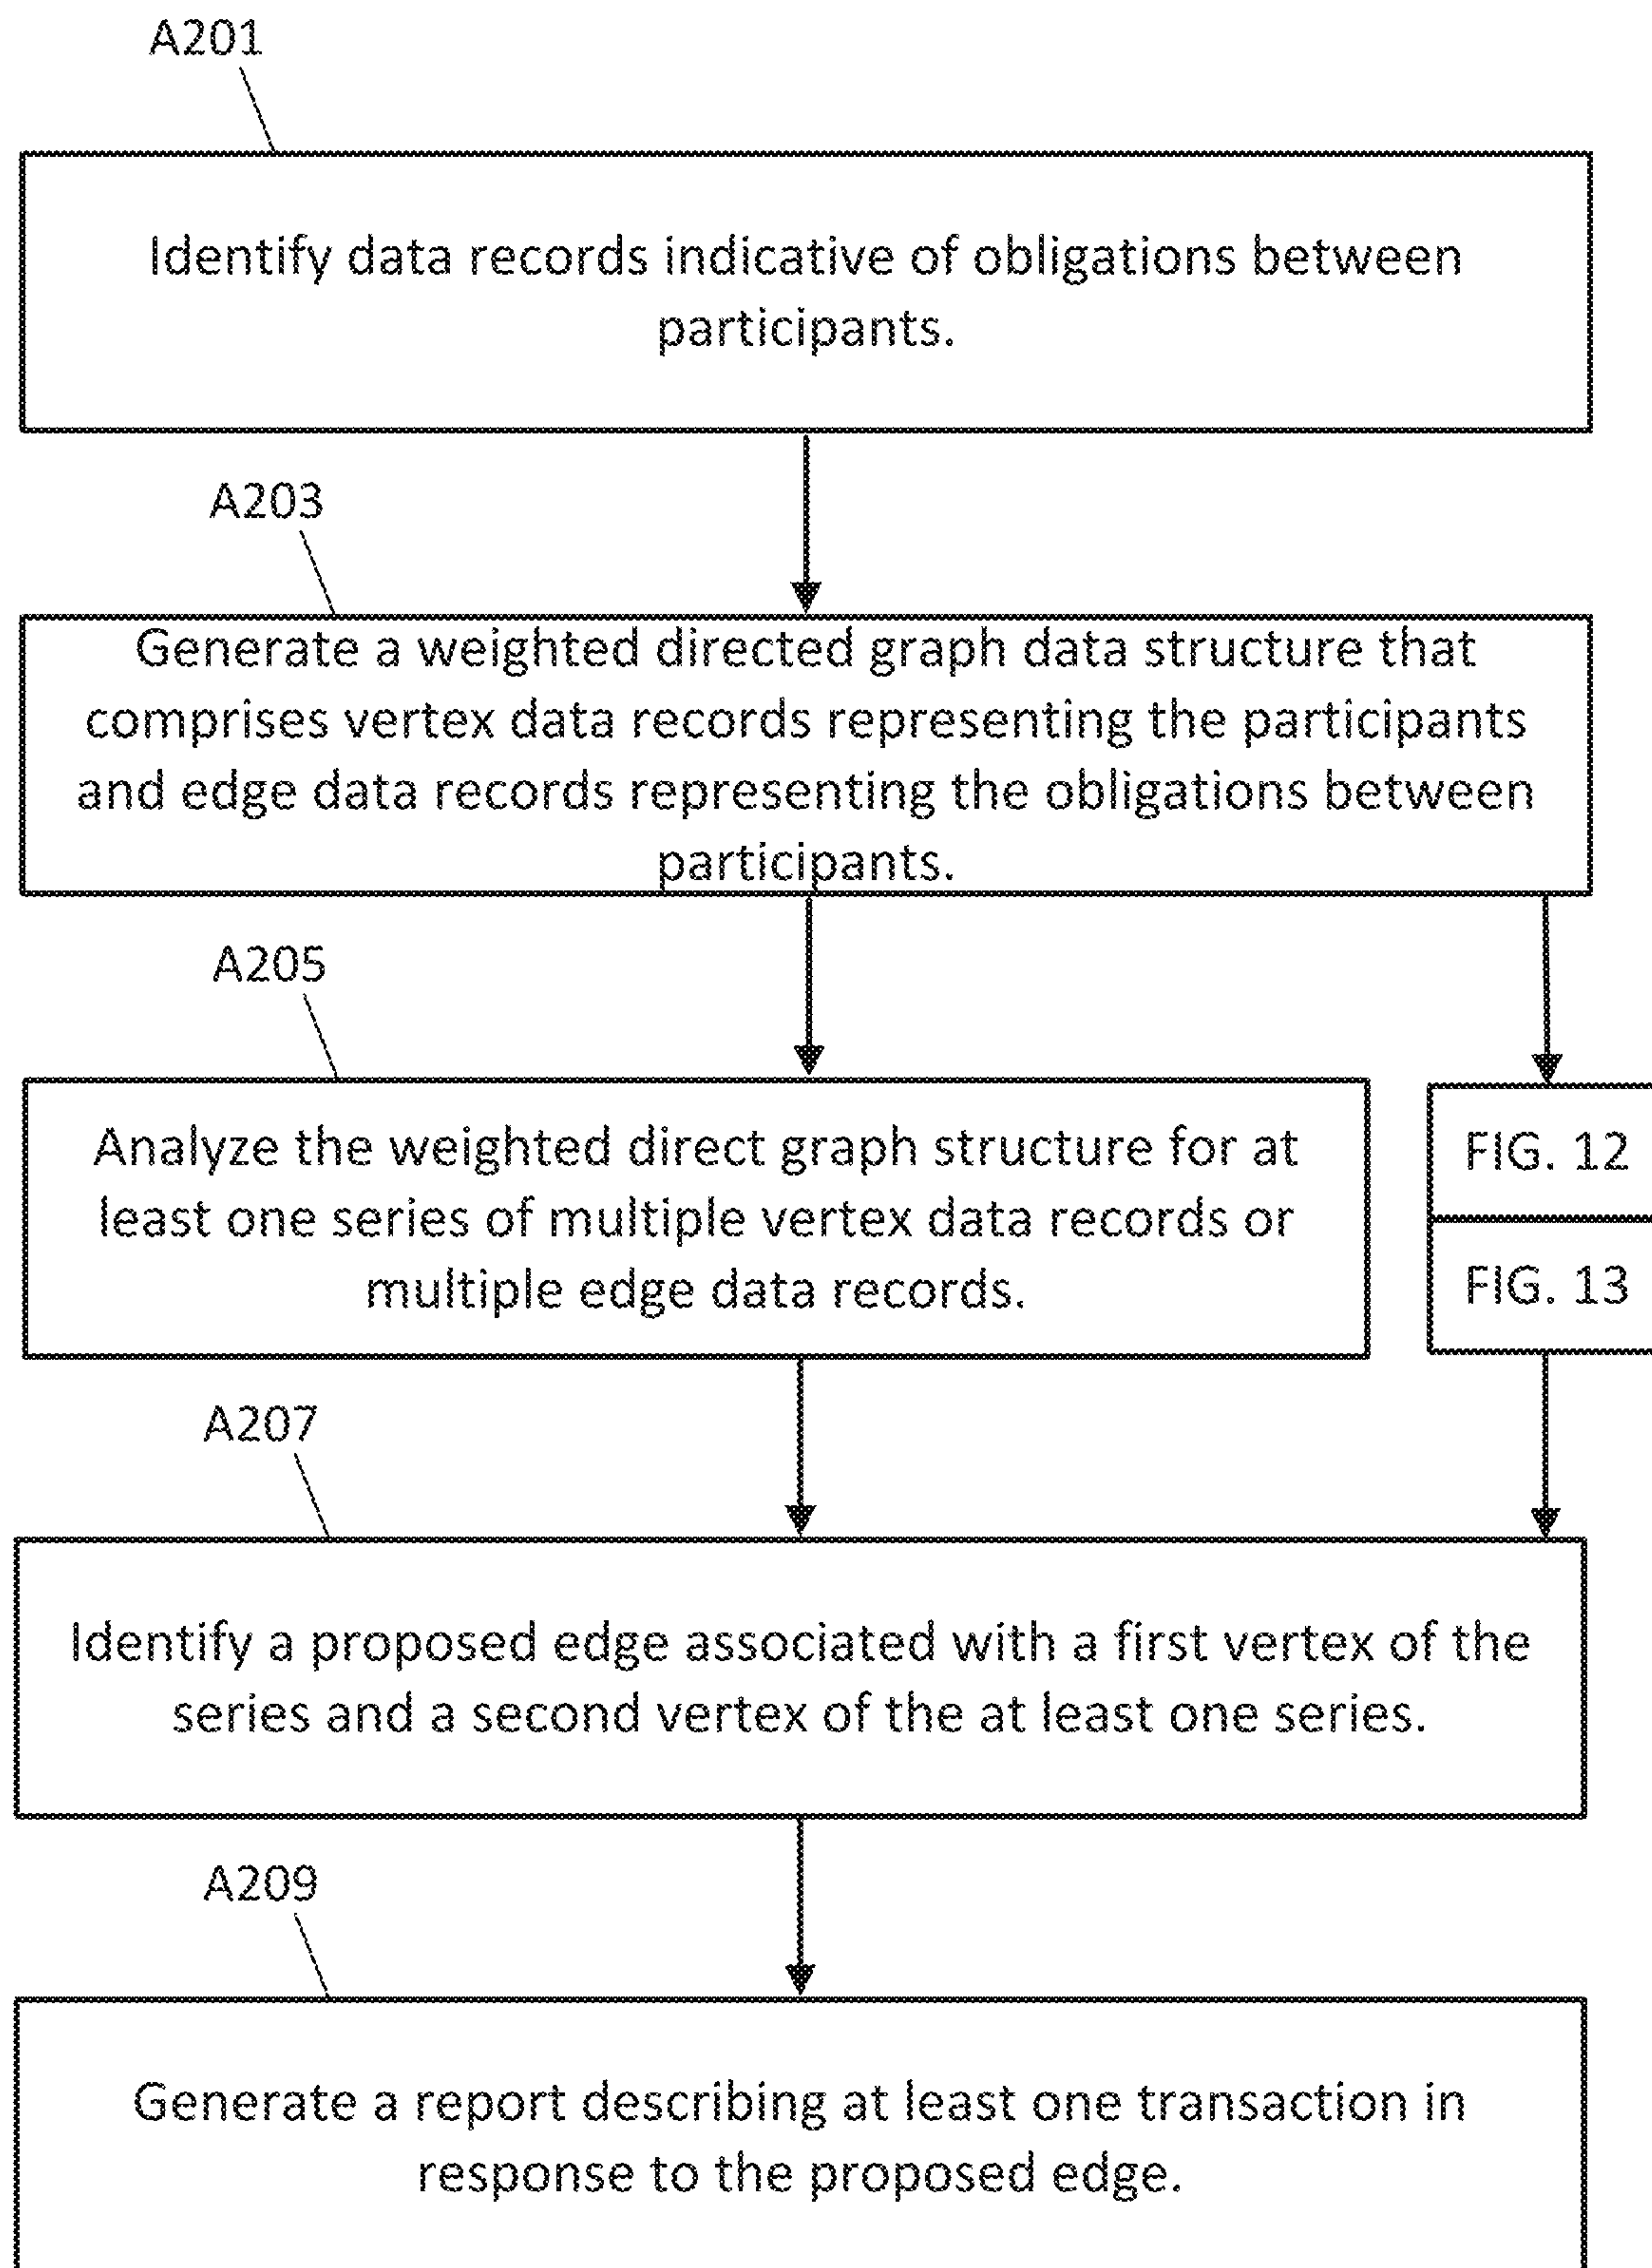 A201
Identify data records indicative of obligations between
participants.
A203
Generate a weighted directed graph data structure that
comprises vertex data records representing the participants
and edge data records representing the obligations between
participants.
A205
Analyze the weighted direct graph structure for at
least one series of multiple vertex data records or
multiple edge data records.
FIG. 12
FIG. 13
A207
Identify a proposed edge associated with a first vertex of the
series and a second vertex of the at least one series.
A209
Generate a report describing at least one transaction in
response to the proposed edge.